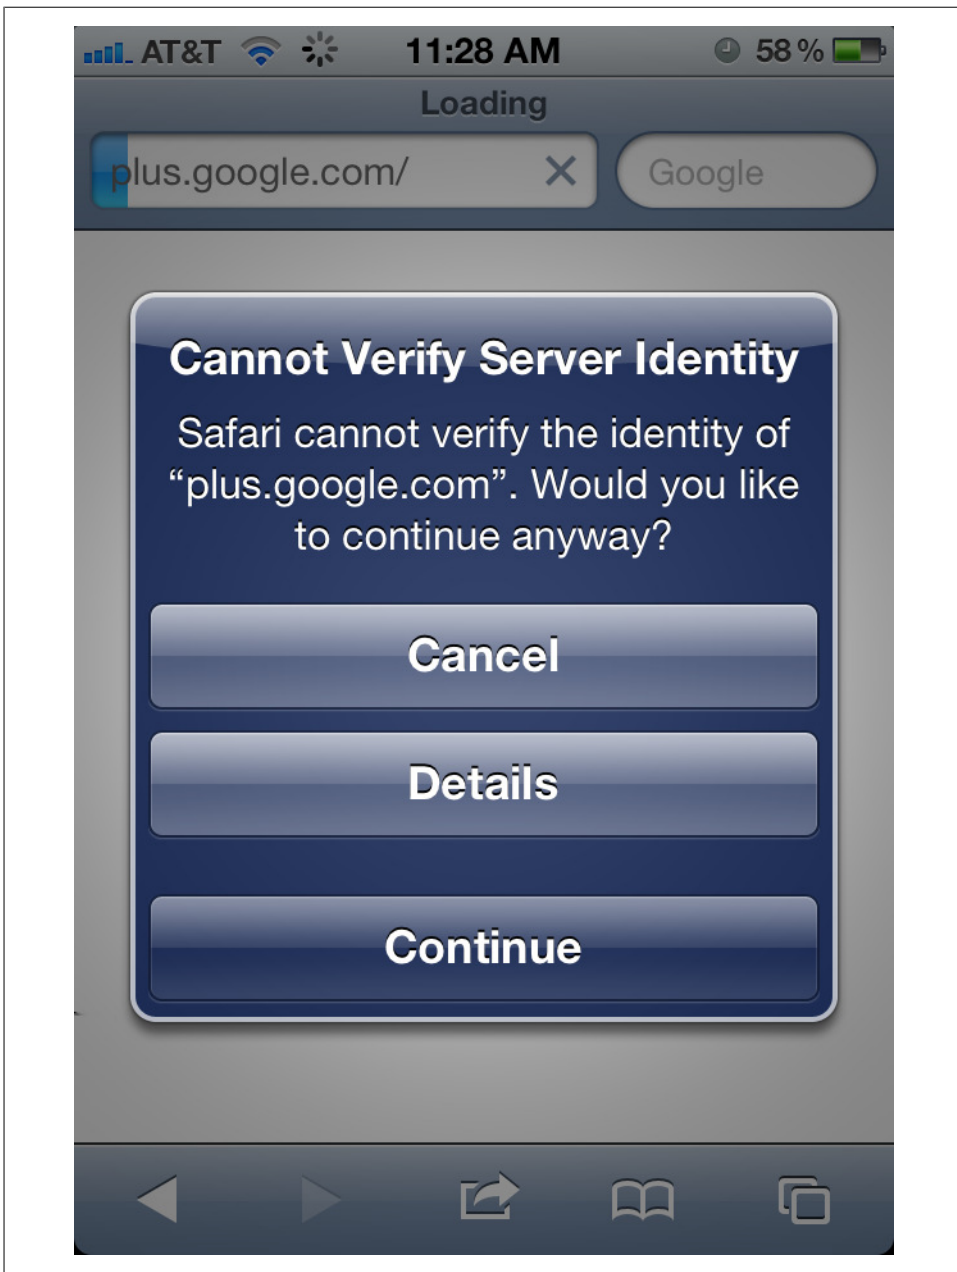 AT&T 11:28 AM 58 %
Loading
plus.google.com/ Google
Cannot Verify Server Identity
Safari cannot verify the identity of
“plus.google.com”. Would you like
to continue anyway?
Cancel
Details
Continue